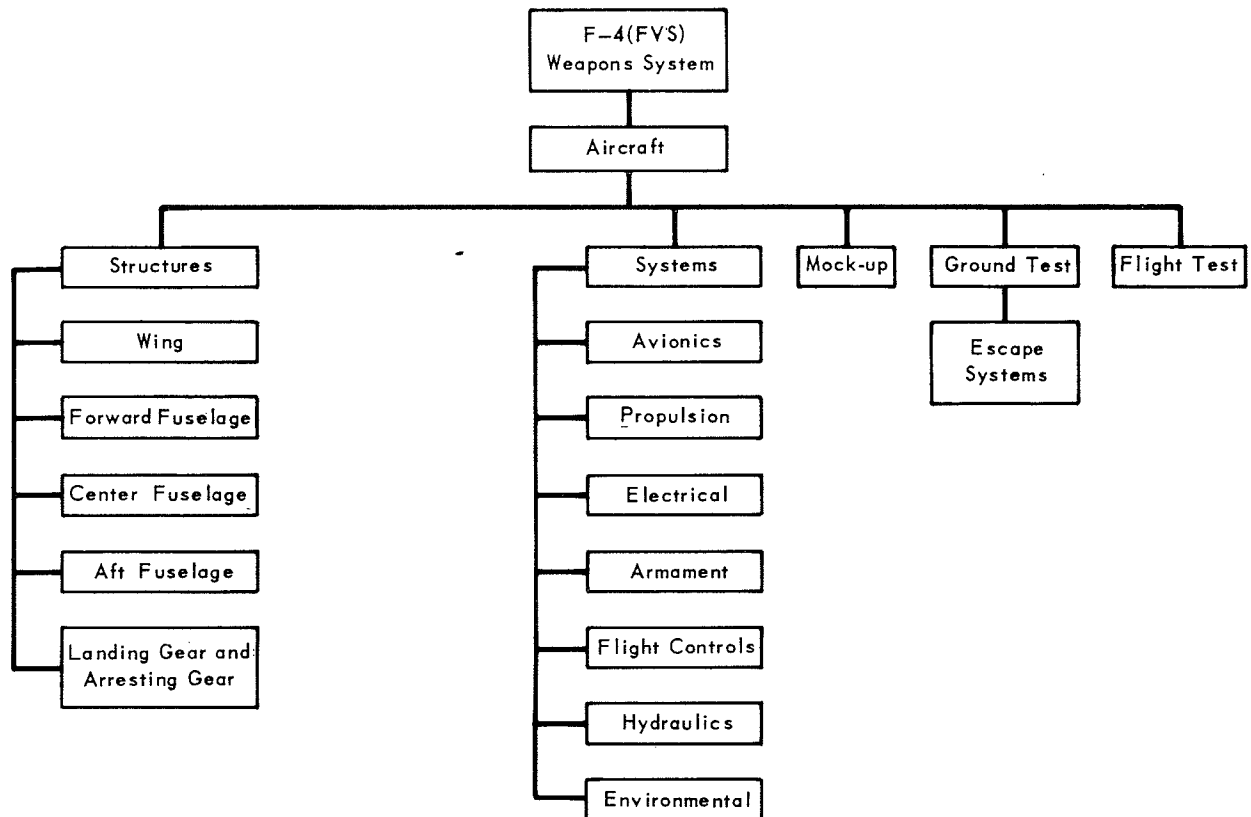 F-4(FVS)
Weapons System
Aircraft
Structures
Wing
Forward Fuselage
Center Fuselage
Aft Fuselage
Landing Gear and
Arresting Gear
Systems
Avionics
Propulsion
Electrical
Armament
Flight Controls
Hydraulics
Environmental
Mock-up
Ground Test
Escape
Systems
Flight Test